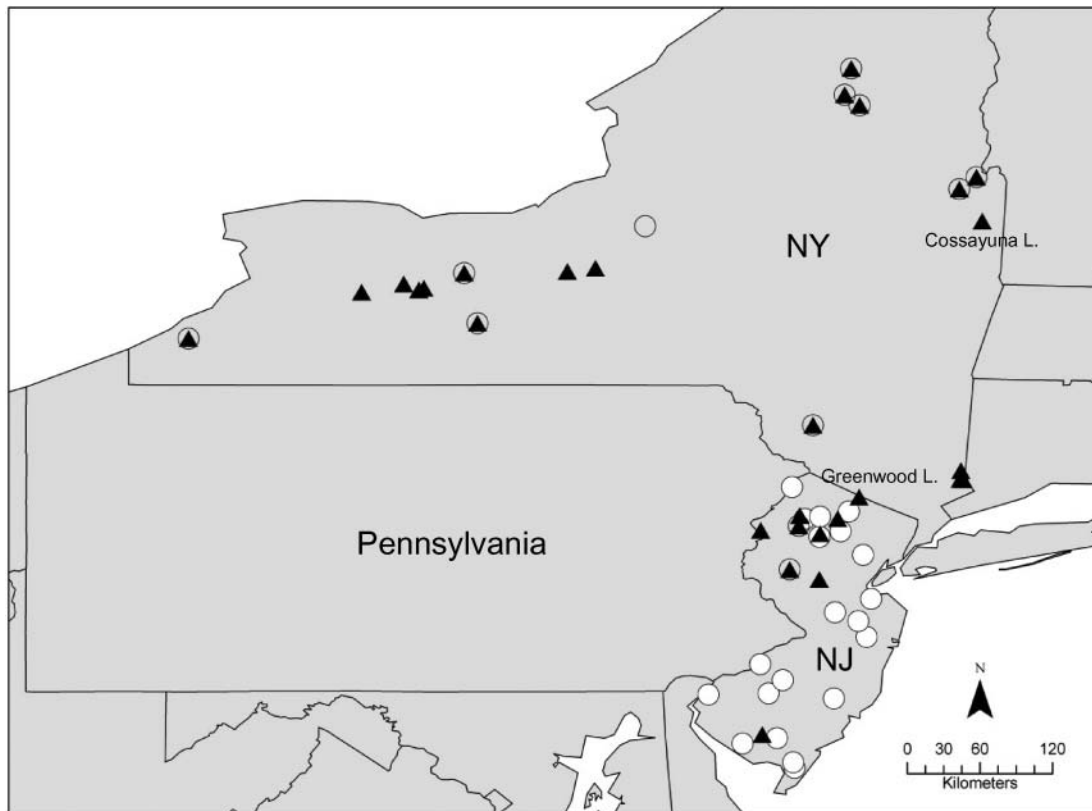 NY
Cossayuna L.
Greenwood L.
Pennsylvania
NJ
N
0 30 60 120
Kilometers